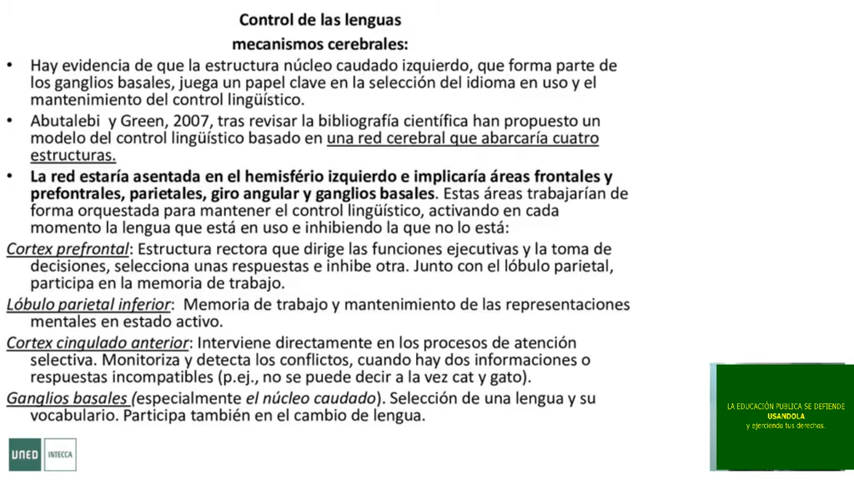 Control de las lenguas
mecanismos cerebrales:
• Hay evidencia de que la estructura núcleo caudado izquierdo, que forma parte de
los ganglios basales, juega un papel clave en la selección del idioma en uso y el
mantenimiento del control lingüístico.
• Abutalebi y Green, 2007, tras revisar la bibliografía científica han propuesto un
modelo del control lingüístico basado en una red cerebral que abarcaría cuatro
estructuras.
• La red estaría asentada en el hemisfério izquierdo e implicaría áreas frontales y
prefontrales, parietales, giro angular y ganglios basales. Estas áreas trabajarían de
forma orquestada para mantener el control lingüístico, activando en cada
momento la lengua que está en uso e inhibiendo la que no lo está:
Cortex prefrontal: Estructura rectora que dirige las funciones ejecutivas y la toma de
decisiones, selecciona unas respuestas e inhibe otra. Junto con el lóbulo parietal,
participa en la memoria de trabajo.
Lóbulo parietal inferior: Memoria de trabajo y mantenimiento de las representaciones
mentales en estado activo.
Cortex cingulado anterior: Interviene directamente en los procesos de atención
selectiva. Monitoriza y detecta los conflictos, cuando hay dos informaciones o
respuestas incompatibles (p.ej., no se puede decir a la vez cat y gato).
Ganglios basales (especialmente el núcleo caudado). Selección de una lengua y su
vocabulario. Participa también en el cambio de lengua.
UNED INTECCA
LA EDUCACIÓN PUBLICA SE DEFIENDE
USANDOLA
y ejerciendo tus derechos.